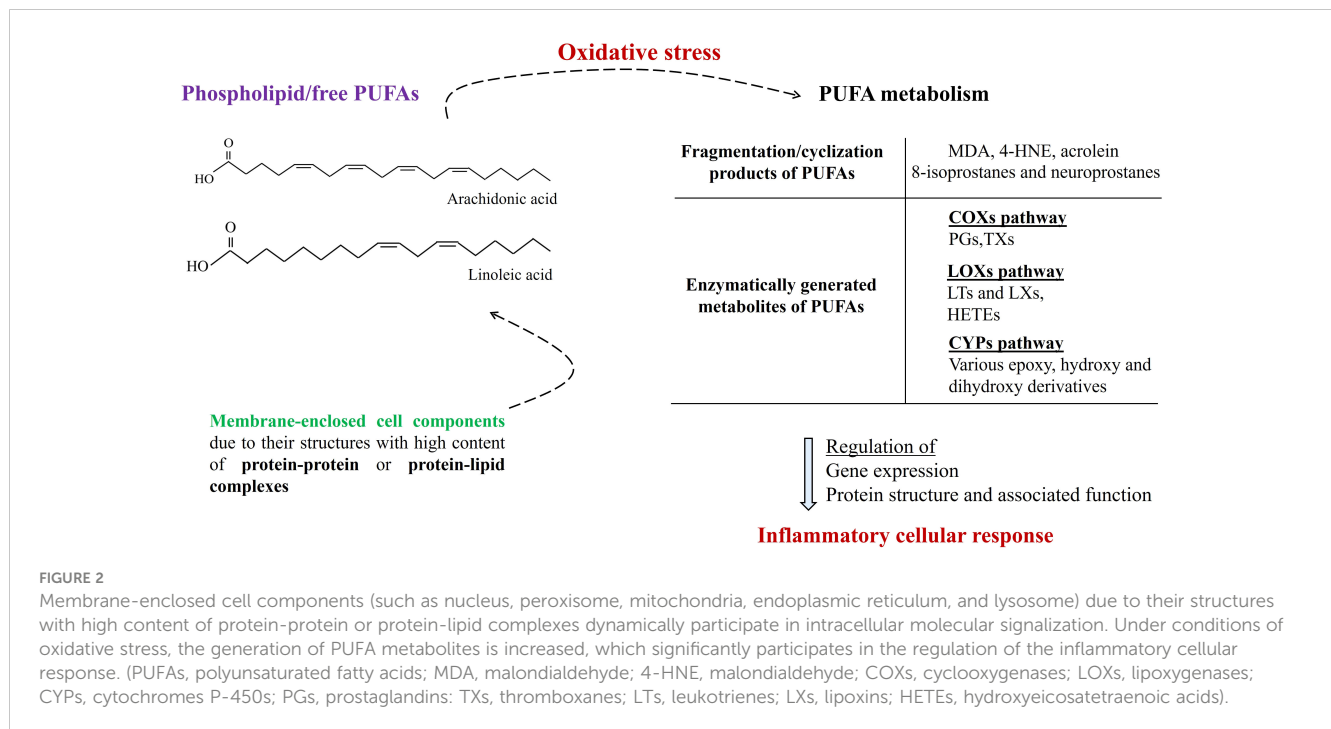 Oxidative stress
Phospholipid/free PUFAs
PUFA metabolism
O
HO
Arachidonic acid
O
HO
Linoleic acid
Membrane-enclosed cell components
due to their structures with high content
of protein-protein or protein-lipid
complexes
Fragmentation/cyclization
products of PUFAs
MDA, 4-HNE, acrolein
8-isoprostanes and neuroprostanes
Enzymatically generated
metabolites of PUFAs
COXs pathway
PGs,TXs
LOXs pathway
LTs and LXs,
HETEs
CYPs pathway
Various epoxy, hydroxy and
dihydroxy derivatives
Regulation of
Gene expression
Protein structure and associated function
Inflammatory cellular response
FIGURE 2
Membrane-enclosed cell components (such as nucleus, peroxisome, mitochondria, endoplasmic reticulum, and lysosome) due to their structures
with high content of protein-protein or protein-lipid complexes dynamically participate in intracellular molecular signalization. Under conditions of
oxidative stress, the generation of PUFA metabolites is increased, which significantly participates in the regulation of the inflammatory cellular
response. (PUFAs, polyunsaturated fatty acids; MDA, malondialdehyde; 4-HNE, malondialdehyde; COXs, cyclooxygenases; LOXs, lipoxygenases;
CYPs, cytochromes P-450s; PGs, prostaglandins: TXs, thromboxanes; LTs, leukotrienes; LXs, lipoxins; HETEs, hydroxyeicosatetraenoic acids).